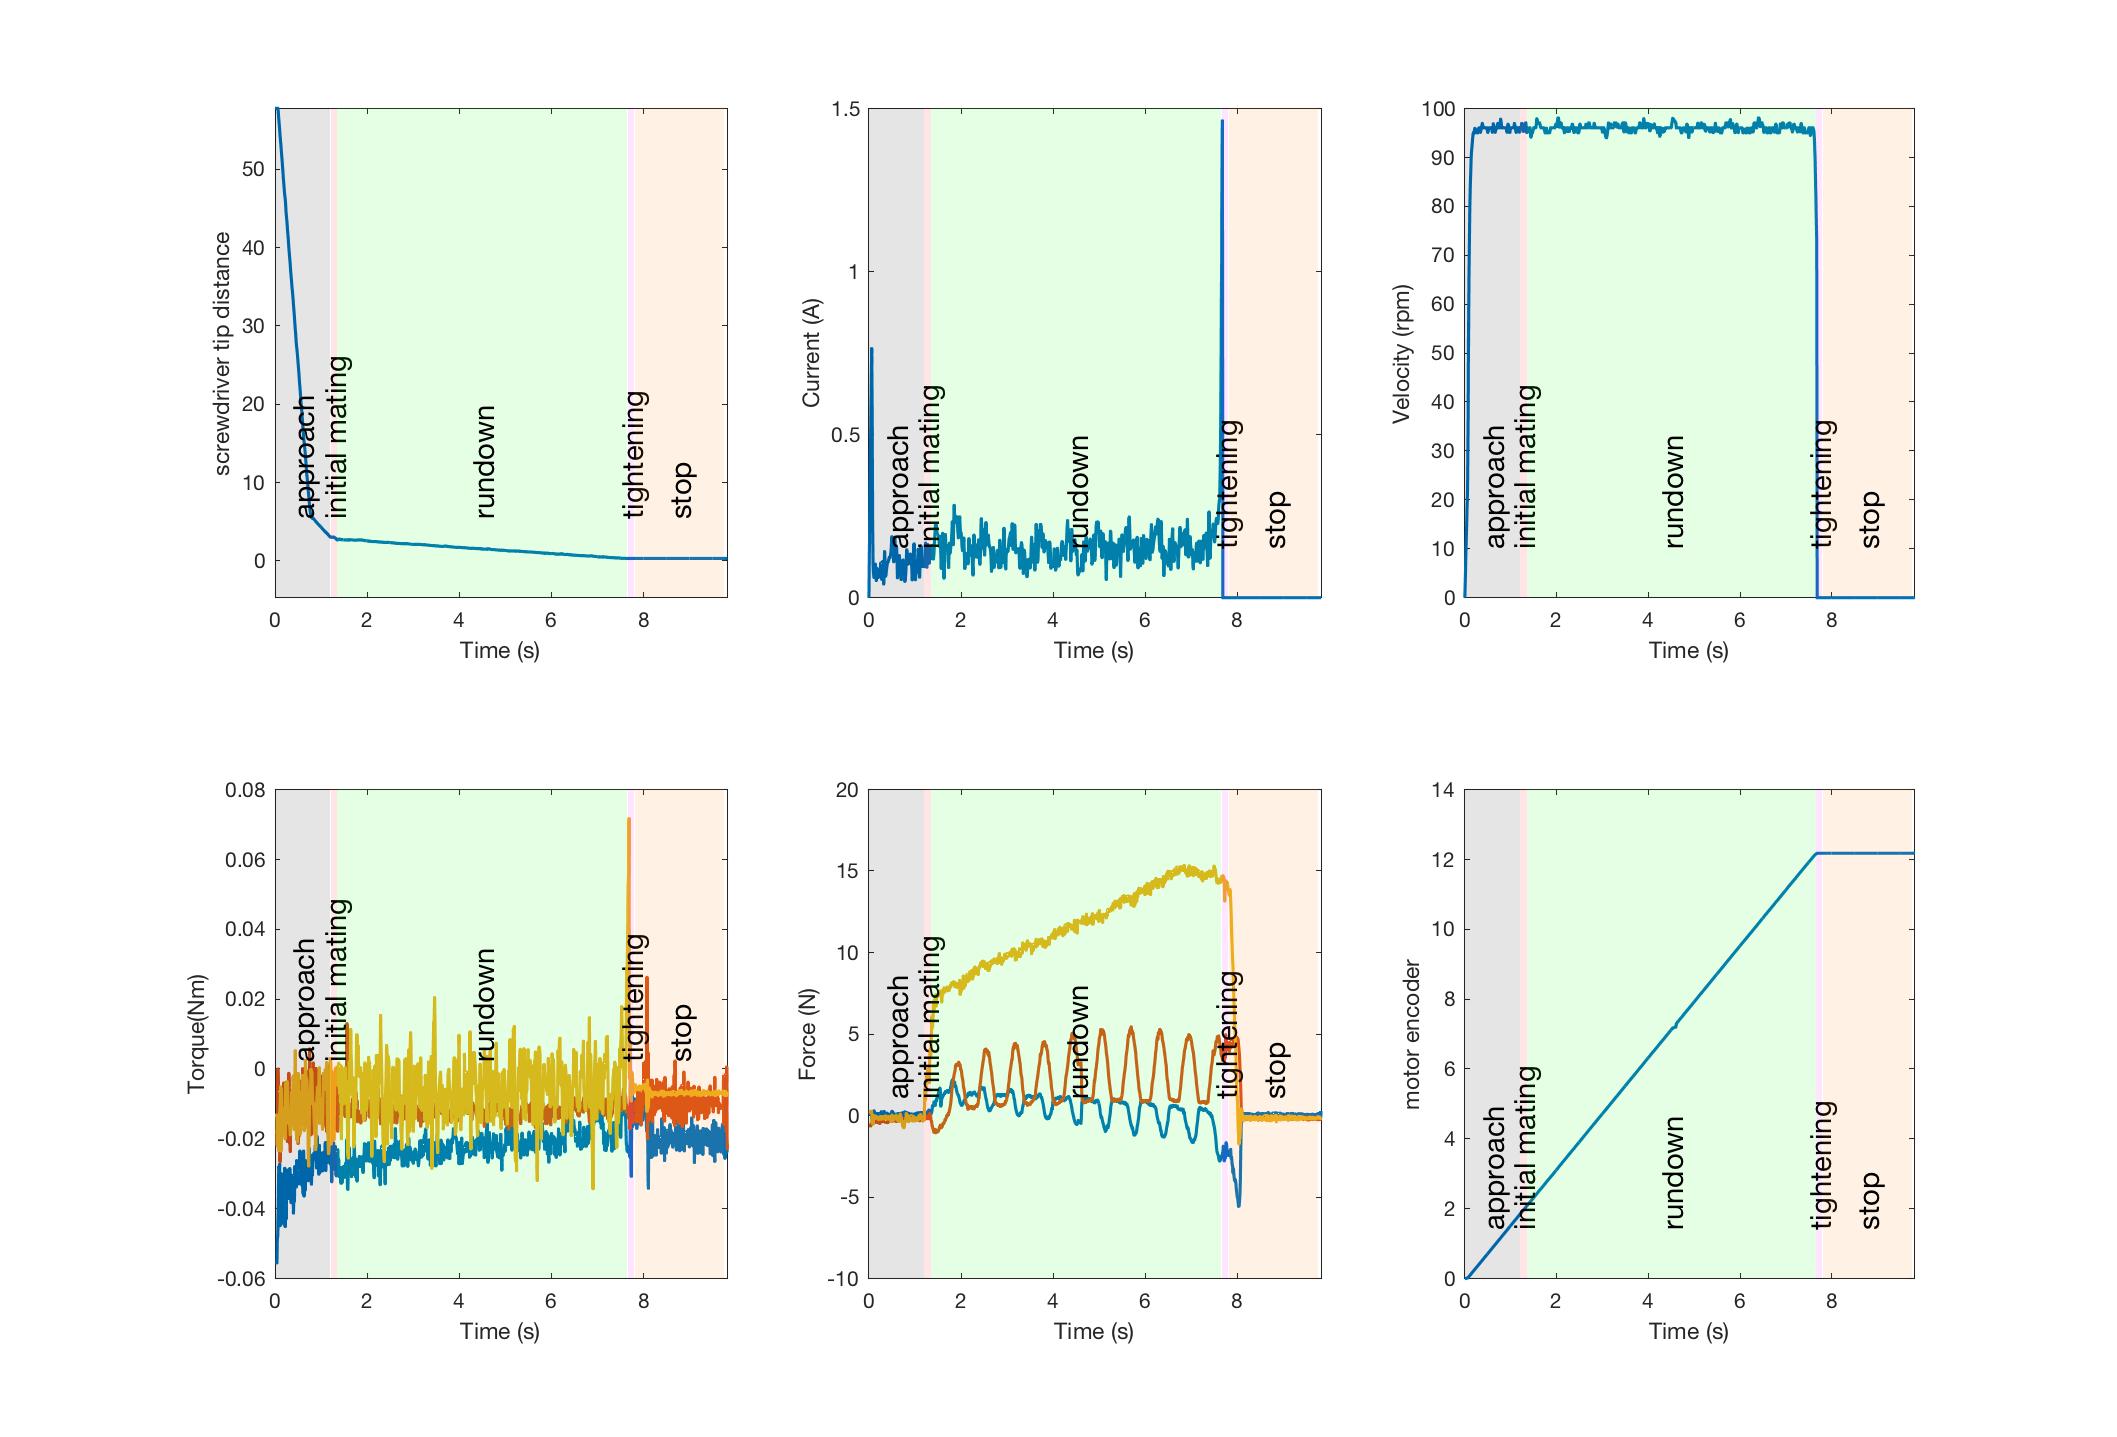 screwdriver tip distance
50
40
30
20
10
0
approach
initial mating
rundown
tightening
stop
0 2 4 6 8
Time (s)
Current (A)
1.5
1
0.5
0
approach
initial mating
rundown
tightening
stop
0 2 4 6 8
Time (s)
Velocity (rpm)
100
90
80
70
60
50
40
30
20
10
0
approach
initial mating
rundown
tightening
stop
0 2 4 6 8
Time (s)
Torque(Nm)
0.08
0.06
0.04
0.02
0
-0.02
-0.04
-0.06
approach
initial mating
rundown
tightening
stop
0 2 4 6 8
Time (s)
Force (N)
20
15
10
5
0
-5
-10
approach
initial mating
rundown
tightening
stop
0 2 4 6 8
Time (s)
motor encoder
14
12
10
8
6
4
2
0
approach
initial mating
rundown
tightening
stop
0 2 4 6 8
Time (s)